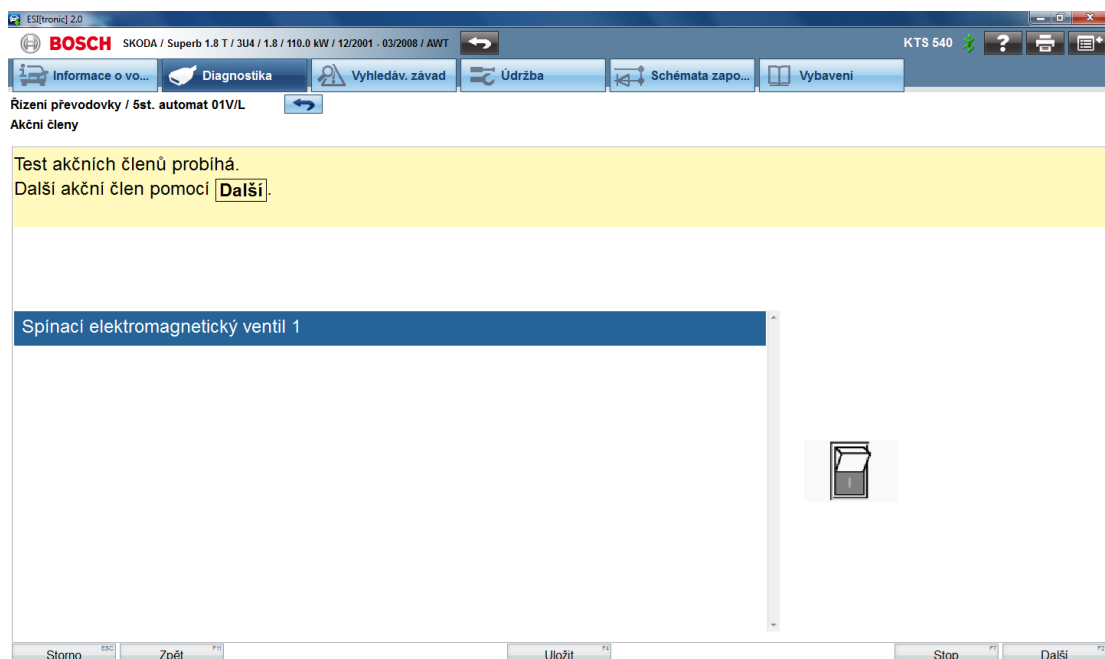 ESI[tronic] 2.0
BOSCH SKODA / Superb 1.8 T / 3U4 / 1.8 / 110.0 kW / 12/2001 - 03/2008 / AWT KTS 540 ?
Informace o vo... Diagnostika Vyhledáv. závad Údržba Schémata zapo... Vybavení
Řízení převodovky / 5st. automat 01V/L
Akční členy
Test akčních členů probíhá.
Další akční člen pomocí Další.
Spínací elektromagnetický ventil 1
Storno ESC Zpět F11 Uložit F4 Stop F7 Další F2